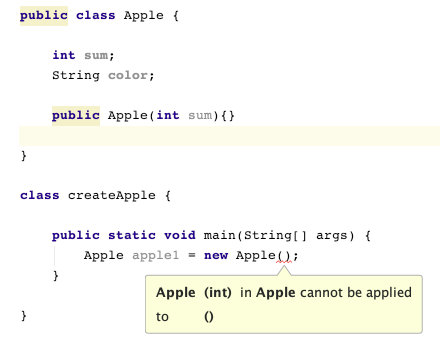 public class Apple {
int sum;
String color;
public Apple(int sum){}
}
class createApple {
public static void main(String[] args) {
Apple apple1 = new Apple();
}
Apple (int) in Apple cannot be applied
to ()
}